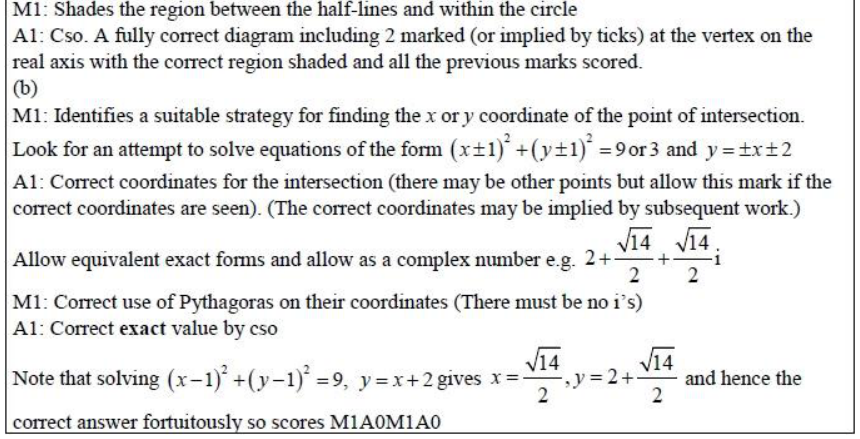 M1: Shades the region between the half-lines and within the circle
A1: Cso. A fully correct diagram including 2 marked (or implied by ticks) at the vertex on the
real axis with the correct region shaded and all the previous marks scored.
(b)
M1: Identifies a suitable strategy for finding the x or y coordinate of the point of intersection.
Look for an attempt to solve equations of the form (x±1)² +(y±1)² = 9 or 3 and y = ±x ± 2
A1: Correct coordinates for the intersection (there may be other points but allow this mark if the
correct coordinates are seen). (The correct coordinates may be implied by subsequent work.)
Allow equivalent exact forms and allow as a complex number e.g. 2+√14/2+√14/2 i
M1: Correct use of Pythagoras on their coordinates (There must be no i's)
A1: Correct exact value by cso
Note that solving (x−1)² +(y−1)² = 9, y = x+2 gives x = √14/2, y = 2+√14/2 and hence the
correct answer fortuitously so scores M1A0M1A0